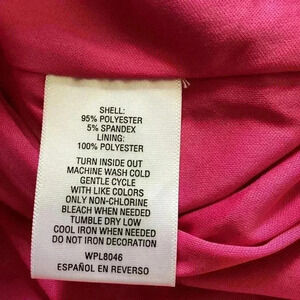 SHELL:
95% POLYESTER
5% SPANDEX
LINING:
100% POLYESTER
TURN INSIDE OUT
MACHINE WASH COLD
GENTLE CYCLE
WITH LIKE COLORS
ONLY NON-CHLORINE
BLEACH WHEN NEEDED
TUMBLE DRY LOW
COOL IRON WHEN NEEDED
DO NOT IRON DECORATION
WPL8046
ESPAÑOL EN REVERSO